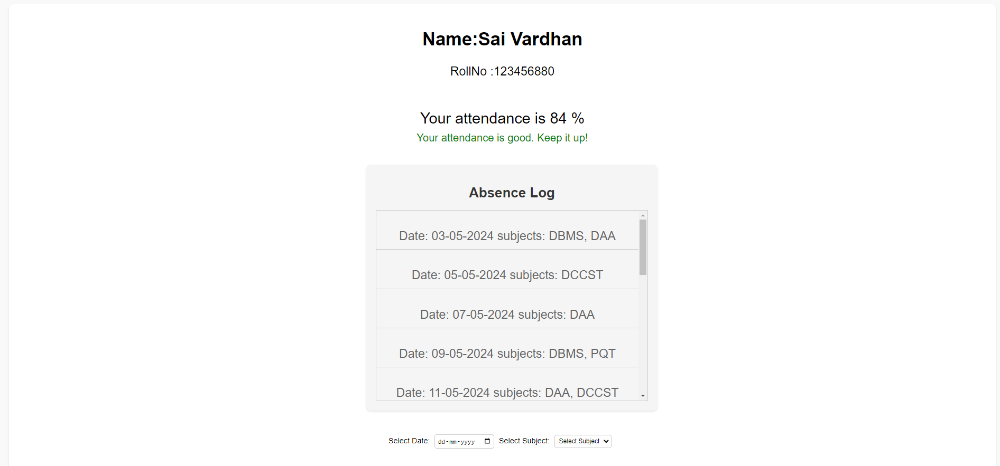 Name:Sai Vardhan
RollNo :123456880
Your attendance is 84 %
Your attendance is good. Keep it up!
Absence Log
Date: 03-05-2024 subjects: DBMS, DAA
Date: 05-05-2024 subjects: DCCST
Date: 07-05-2024 subjects: DAA
Date: 09-05-2024 subjects: DBMS, PQT
Date: 11-05-2024 subjects: DAA, DCCST
Select Date: dd-mm-yyyy Select Subject: Select Subject